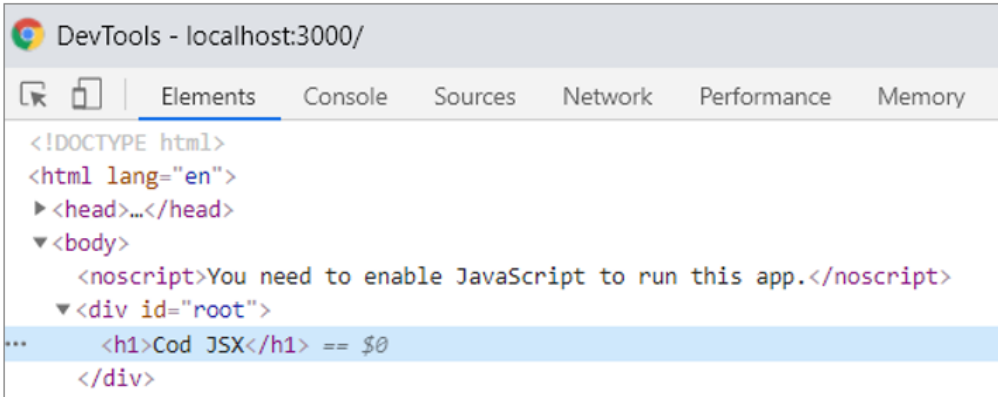 DevTools - localhost:3000/
Elements Console Sources Network Performance Memory
<!DOCTYPE html>
<html lang="en">
<head>…</head>
<body>
<noscript>You need to enable JavaScript to run this app.</noscript>
<div id="root">
<h1>Cod JSX</h1> == $0
</div>